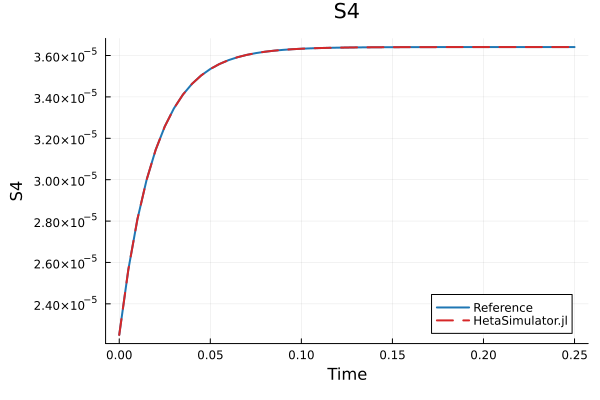 S4
3.60×10⁻⁵
3.40×10⁻⁵
3.20×10⁻⁵
3.00×10⁻⁵
2.80×10⁻⁵
2.60×10⁻⁵
2.40×10⁻⁵
S4
Reference
HetaSimulator.jl
0.00 0.05 0.10 0.15 0.20 0.25
Time